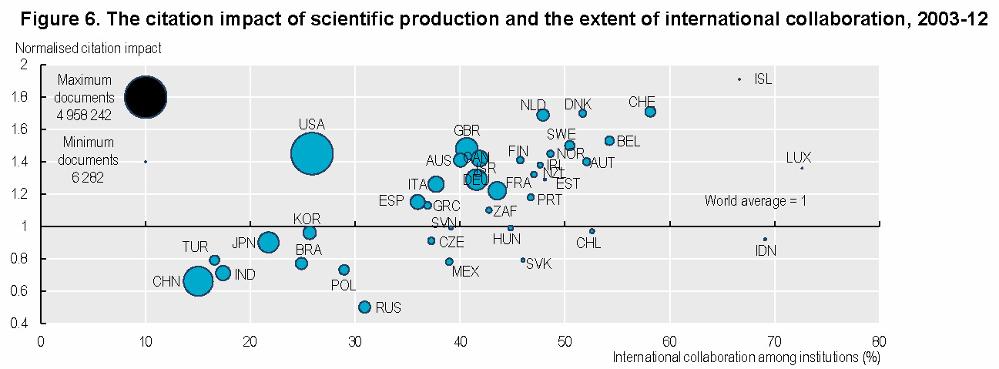 Figure 6. The citation impact of scientific production and the extent of international collaboration, 2003-12
Normalised citation impact
2
1.8
1.6
1.4
1.2
1
0.8
0.6
0.4
Maximum
documents
4 958 242
Minimum
documents
6 282
ISL
NLD
DNK
CHE
USA
GBR
SWE
BEL
AUS
CAN
FIN
NOR
AUT
LUX
ISR
IRL
NZL
DEU
ITA
FRA
EST
ESP
GRC
PRT
World average = 1
ZAF
KOR
SVN
TUR
JPN
BRA
CZE
HUN
CHL
IDN
CHN
IND
POL
MEX
SVK
RUS
0
10
20
30
40
50
60
70
80
International collaboration among institutions (%)